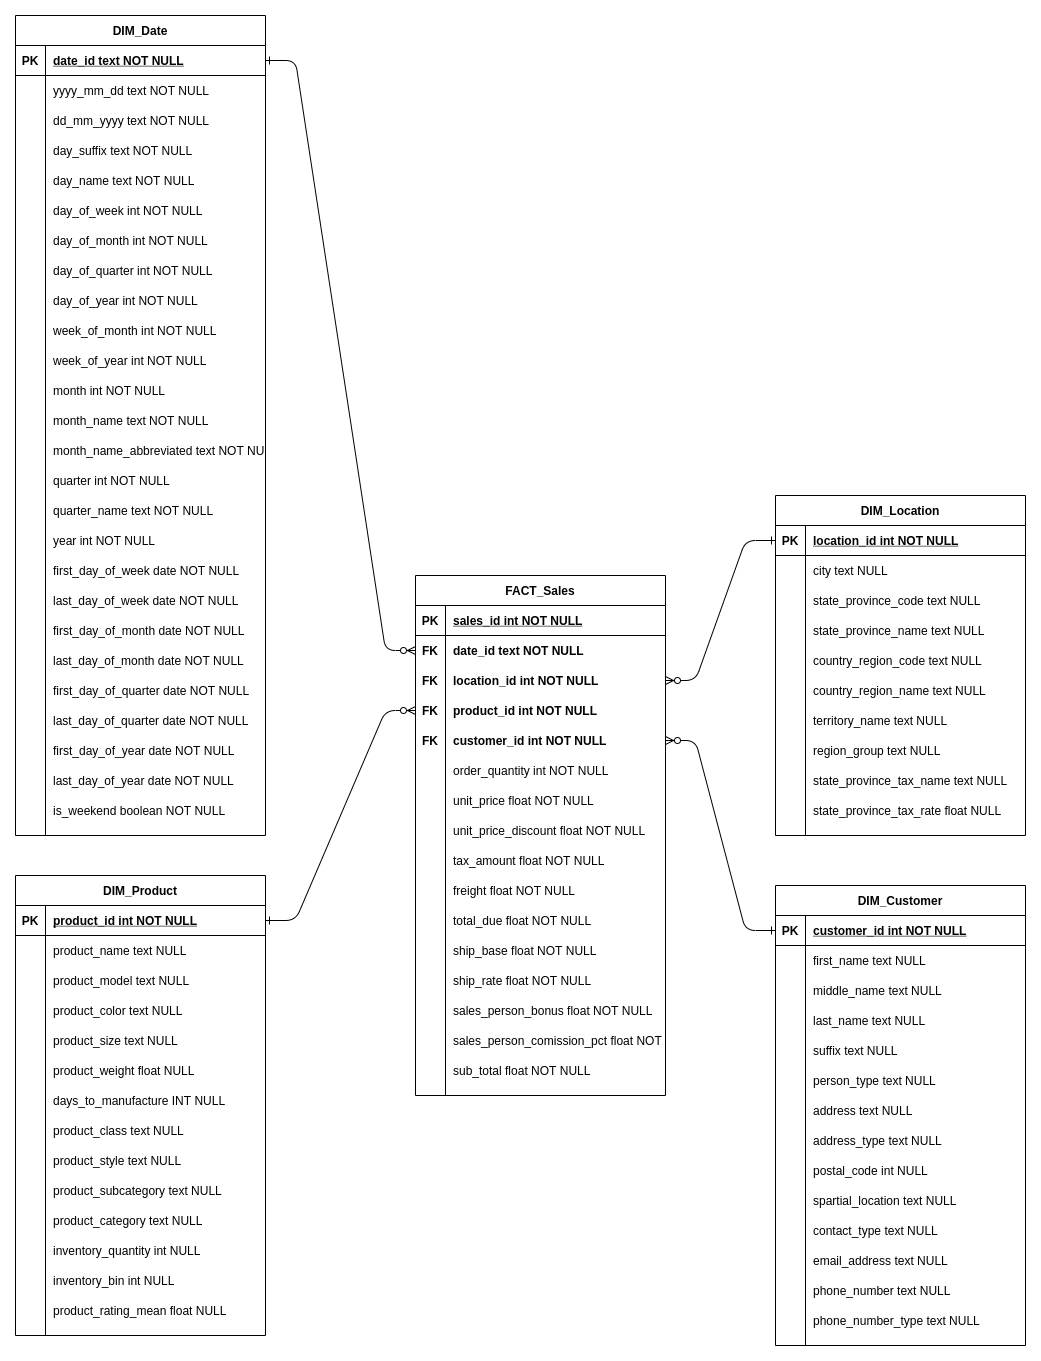 DIM_Date
PK date_id text NOT NULL
yyyy_mm_dd text NOT NULL
dd_mm_yyyy text NOT NULL
day_suffix text NOT NULL
day_name text NOT NULL
day_of_week int NOT NULL
day_of_month int NOT NULL
day_of_quarter int NOT NULL
day_of_year int NOT NULL
week_of_month int NOT NULL
week_of_year int NOT NULL
month int NOT NULL
month_name text NOT NULL
month_name_abbreviated text NOT NU
quarter int NOT NULL
quarter_name text NOT NULL
year int NOT NULL
first_day_of_week date NOT NULL
last_day_of_week date NOT NULL
first_day_of_month date NOT NULL
last_day_of_month date NOT NULL
first_day_of_quarter date NOT NULL
last_day_of_quarter date NOT NULL
first_day_of_year date NOT NULL
last_day_of_year date NOT NULL
is_weekend boolean NOT NULL
DIM_Product
PK product_id int NOT NULL
product_name text NULL
product_model text NULL
product_color text NULL
product_size text NULL
product_weight float NULL
days_to_manufacture INT NULL
product_class text NULL
product_style text NULL
product_subcategory text NULL
product_category text NULL
inventory_quantity int NULL
inventory_bin int NULL
product_rating_mean float NULL
FACT_Sales
PK sales_id int NOT NULL
FK date_id text NOT NULL
FK location_id int NOT NULL
FK product_id int NOT NULL
FK customer_id int NOT NULL
order_quantity int NOT NULL
unit_price float NOT NULL
unit_price_discount float NOT NULL
tax_amount float NOT NULL
freight float NOT NULL
total_due float NOT NULL
ship_base float NOT NULL
ship_rate float NOT NULL
sales_person_bonus float NOT NULL
sales_person_comission_pct float NOT
sub_total float NOT NULL
DIM_Location
PK location_id int NOT NULL
city text NULL
state_province_code text NULL
state_province_name text NULL
country_region_code text NULL
country_region_name text NULL
territory_name text NULL
region_group text NULL
state_province_tax_name text NULL
state_province_tax_rate float NULL
DIM_Customer
PK customer_id int NOT NULL
first_name text NULL
middle_name text NULL
last_name text NULL
suffix text NULL
person_type text NULL
address text NULL
address_type text NULL
postal_code int NULL
spartial_location text NULL
contact_type text NULL
email_address text NULL
phone_number text NULL
phone_number_type text NULL